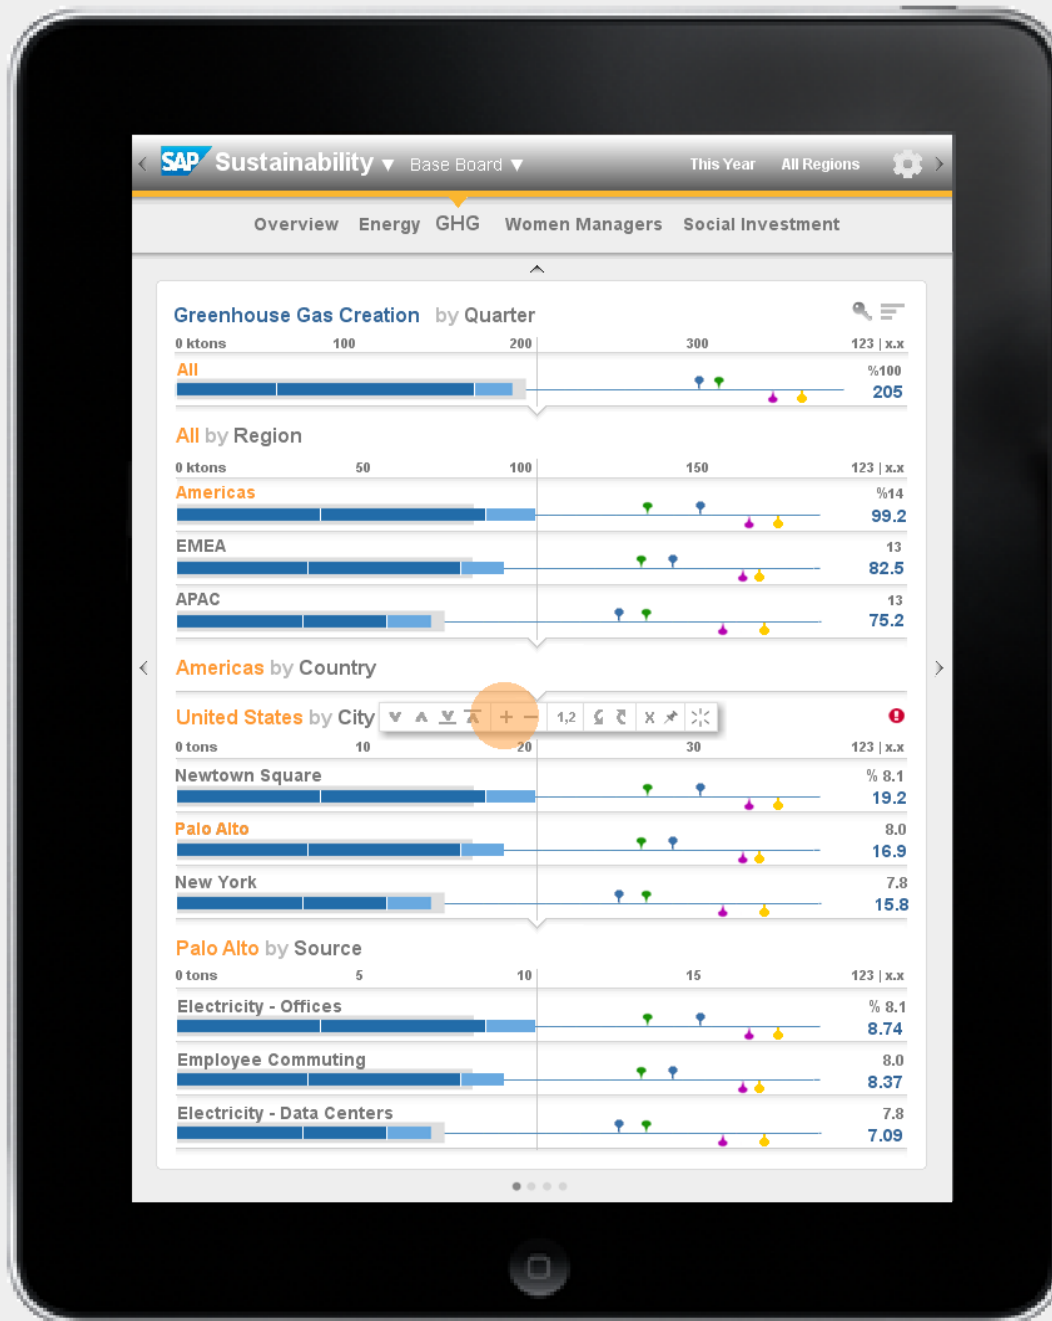 SAP Sustainability Base Board This Year All Regions
Overview Energy GHG Women Managers Social Investment
Greenhouse Gas Creation by Quarter
0 ktons 100 200 300 123 | x.x
All %100
205
All by Region
0 ktons 50 100 150 123 | x.x
Americas %14
99.2
EMEA 13
82.5
APAC 13
75.2
Americas by Country
United States by City 1,2 X
0 tons 10 20 30 123 | x.x
Newtown Square % 8.1
19.2
Palo Alto 8.0
16.9
New York 7.8
15.8
Palo Alto by Source
0 tons 5 10 15 123 | x.x
Electricity - Offices % 8.1
8.74
Employee Commuting 8.0
8.37
Electricity - Data Centers 7.8
7.09